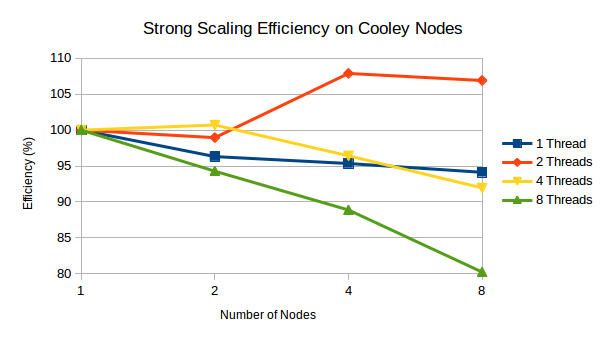 Strong Scaling Efficiency on Cooley Nodes
110
105
100
95
90
85
80
Efficiency (%)
1 2 4 8
Number of Nodes
1 Thread
2 Threads
4 Threads
8 Threads